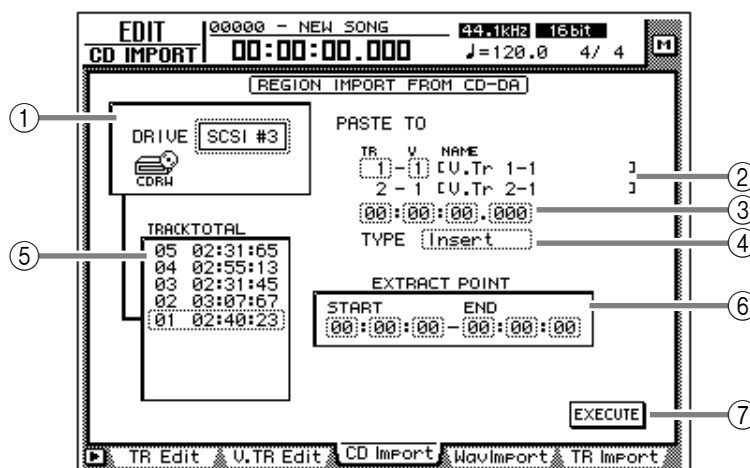 EDIT
CD IMPORT
00000 - NEW SONG
00:00:00.000
44.1kHz 16bit
♩=120.0 4/ 4
M
REGION IMPORT FROM CD-DA
1
DRIVE SCSI #3
CDRW
PASTE TO
TR V NAME
1-1 [V.Tr 1-1 ]
2-1 [V.Tr 2-1 ]
2
00:00:00.000
3
TYPE Insert
4
5
TRACK TOTAL
05 02:31:65
04 02:55:13
03 02:31:45
02 03:07:67
01 02:40:23
EXTRACT POINT
START END
00:00:00-00:00:00
6
EXECUTE
7
TR Edit V.TR Edit CD Import WavImport TR Import